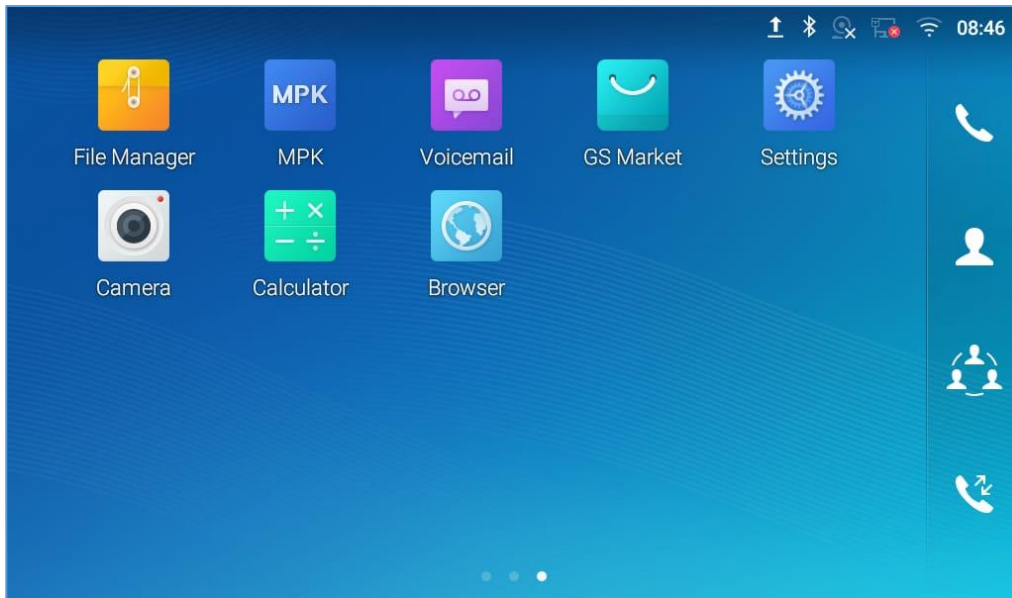 08:46
MPK
File Manager
MPK
Voicemail
GS Market
Settings
Camera
Calculator
Browser